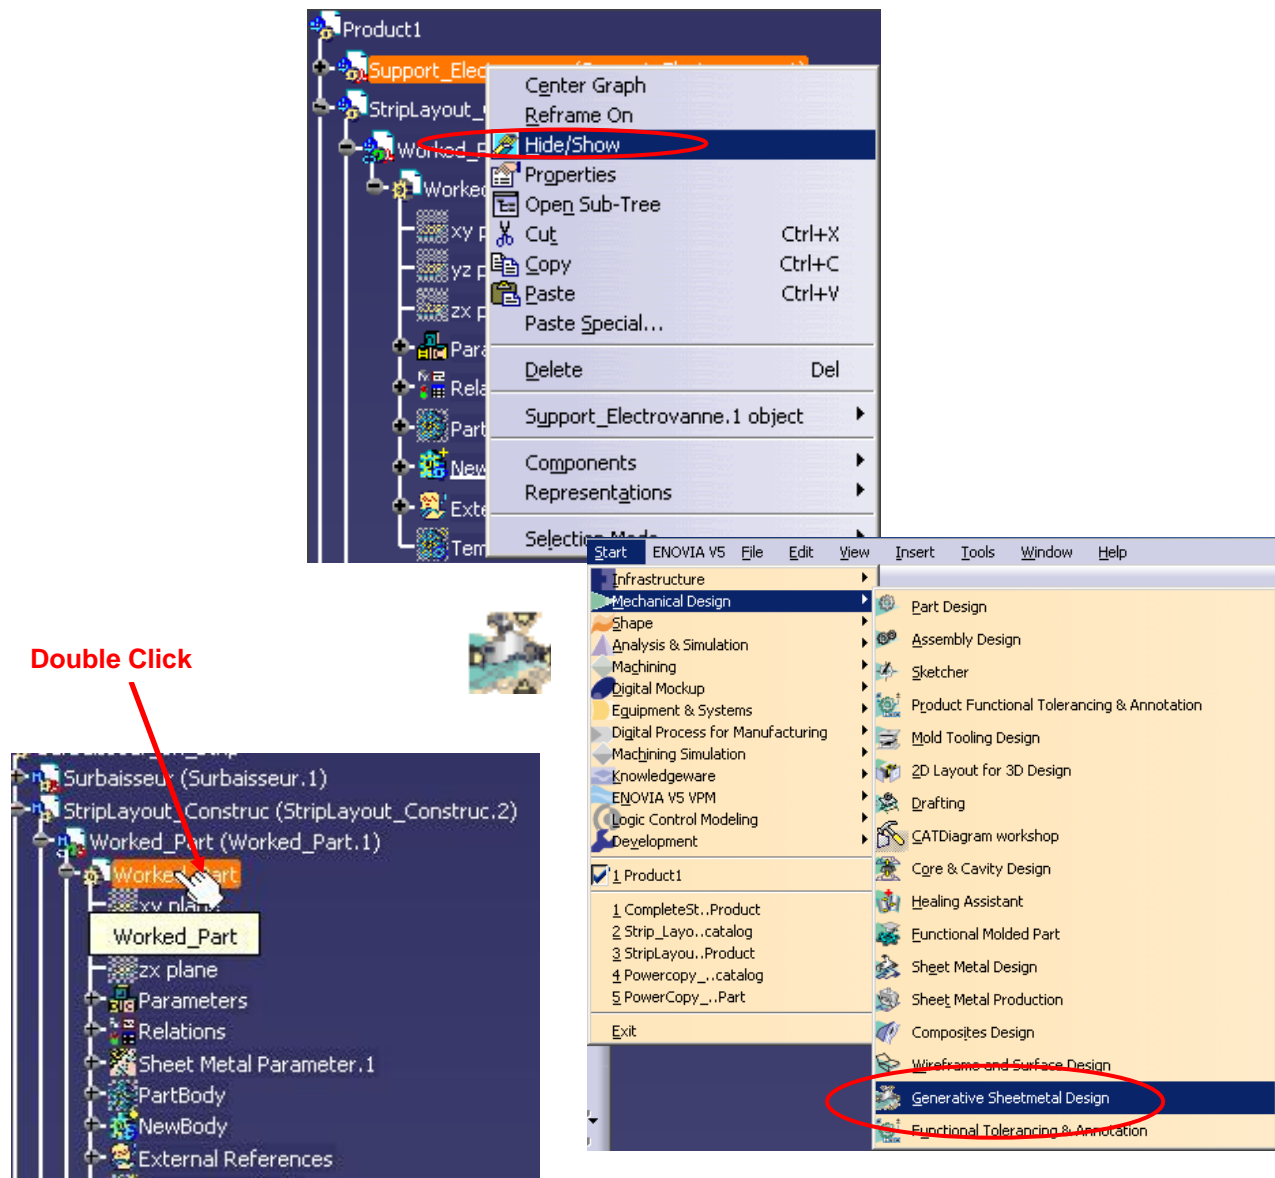 Product1
Support_Elec
StripLayout_
Center Graph
Reframe On
Hide/Show
Properties
Open Sub-Tree
Cut Ctrl+X
Copy Ctrl+C
Paste Ctrl+V
Paste Special...
Delete Del
Support_Electrovanne.1 object
Components
Representations
Worked_P
Worked
xy p
yz p
zx p
Para
Rela
Part
New
Exte
Tem
Start ENOVIA V5 File Edit View Insert Tools Window Help
Infrastructure
Mechanical Design
Shape
Analysis & Simulation
Machining
Digital Mockup
Equipment & Systems
Digital Process for Manufacturing
Machining Simulation
Knowledgeware
ENOVIA V5 VPM
Logic Control Modeling
Development
1 Product1
1 CompleteSt..Product
2 Strip_Layo..catalog
3 StripLayou..Product
4 Powercopy_..catalog
5 PowerCopy_..Part
Exit
Part Design
Assembly Design
Sketcher
Product Functional Tolerancing & Annotation
Mold Tooling Design
2D Layout for 3D Design
Drafting
CATDiagram workshop
Core & Cavity Design
Healing Assistant
Functional Molded Part
Sheet Metal Design
Sheet Metal Production
Composites Design
Wireframe and Surface Design
Generative Sheetmetal Design
Functional Tolerancing & Annotation
Double Click
Surbaisseur (Surbaisseur.1)
StripLayout_Construc (StripLayout_Construc.2)
Worked_Part (Worked_Part.1)
Worked_Part
xy plane
Worked_Part
zx plane
Parameters
Relations
Sheet Metal Parameter.1
PartBody
NewBody
External References